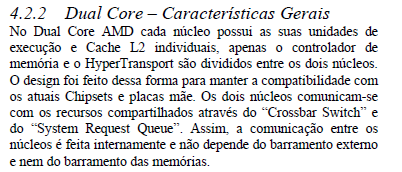 4.2.2 Dual Core – Características Gerais
No Dual Core AMD cada núcleo possui as suas unidades de
execução e Cache L2 individuais, apenas o controlador de
memória e o HyperTransport são divididos entre os dois núcleos.
O design foi feito dessa forma para manter a compatibilidade com
os atuais Chipsets e placas mãe. Os dois núcleos comunicam-se
com os recursos compartilhados através do “Crossbar Switch” e
do “System Request Queue”. Assim, a comunicação entre os
núcleos é feita internamente e não depende do barramento externo
e nem do barramento das memórias.